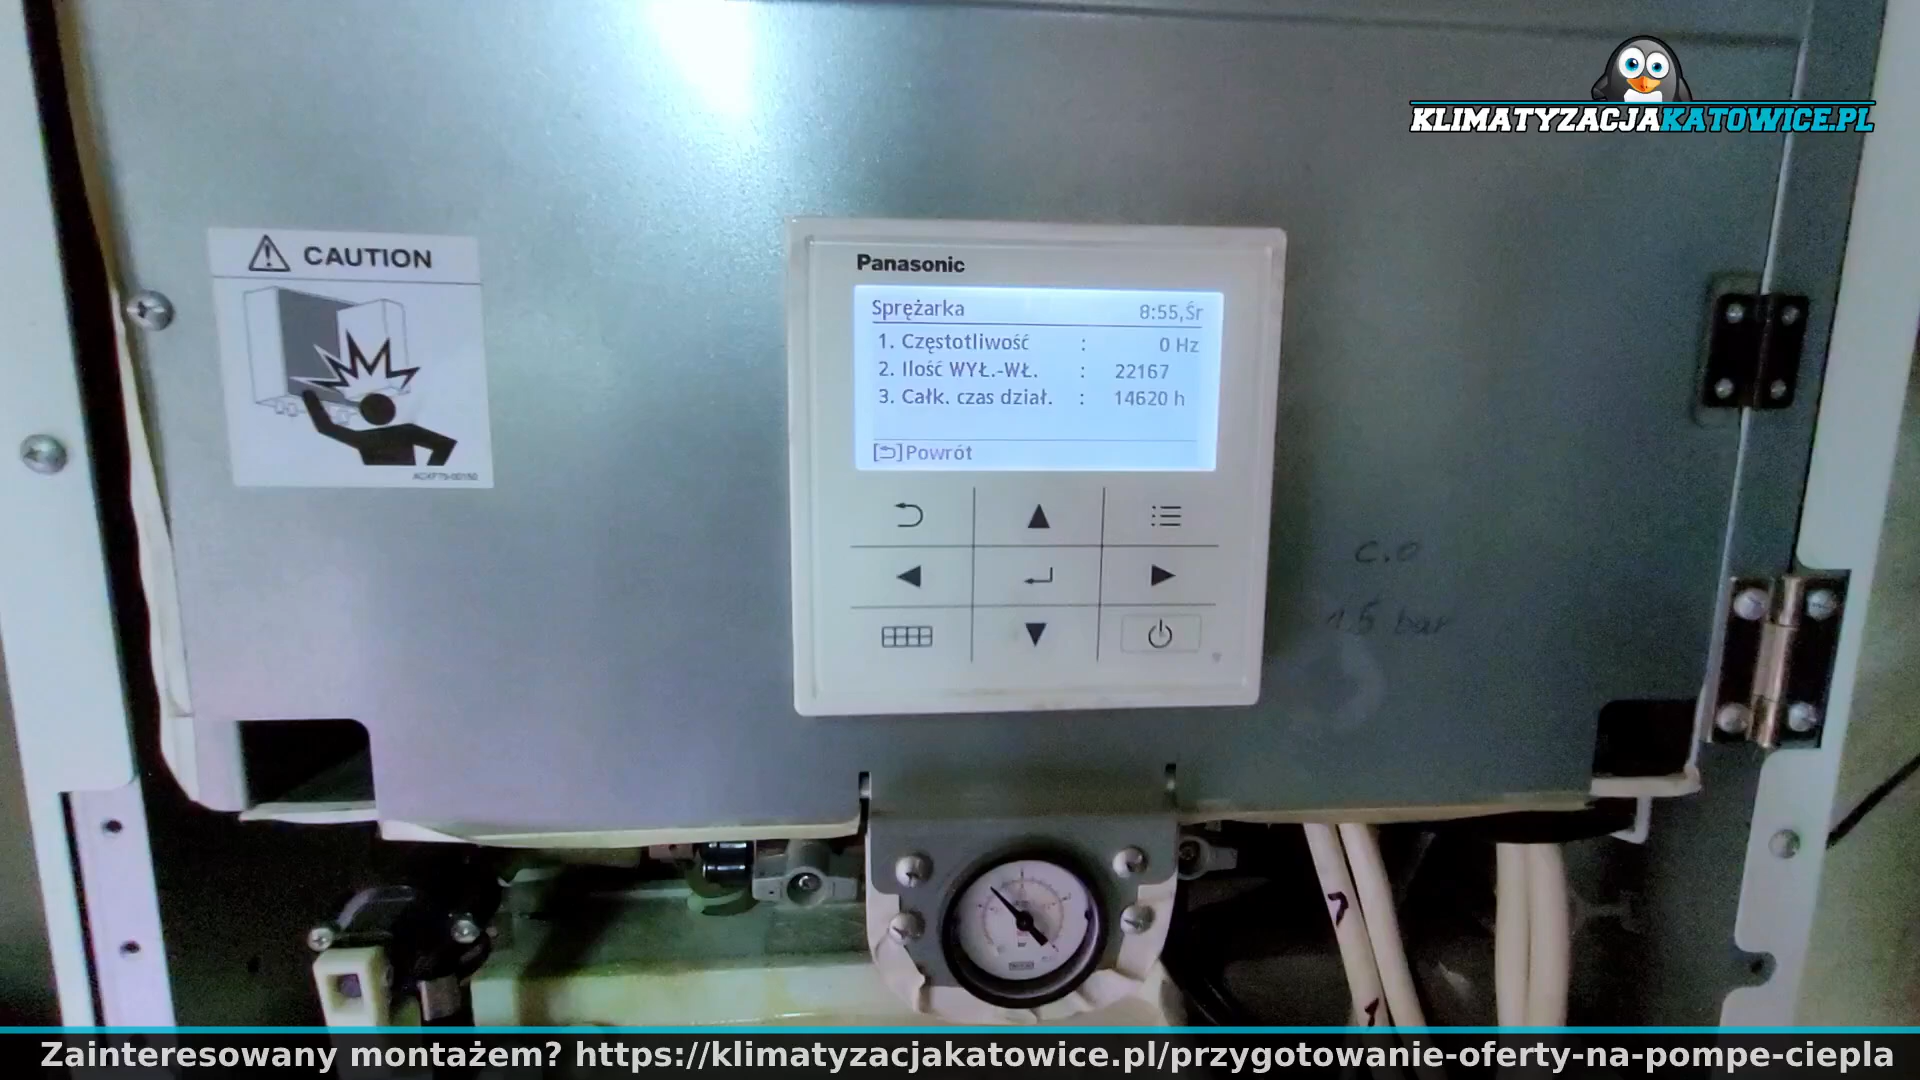 KLIMATYZACJAKATOWICE.PL
CAUTION
Panasonic
Sprężarka 8:55,Śr
1. Częstotliwość : 0 Hz
2. Ilość WYŁ.-WŁ. : 22167
3. Całk. czas dział. : 14620 h
[⮌]Powrót
C.O
1.5 bar
Zainteresowany montażem? https://klimatyzacjakatowice.pl/przygotowanie-oferty-na-pompe-ciepla